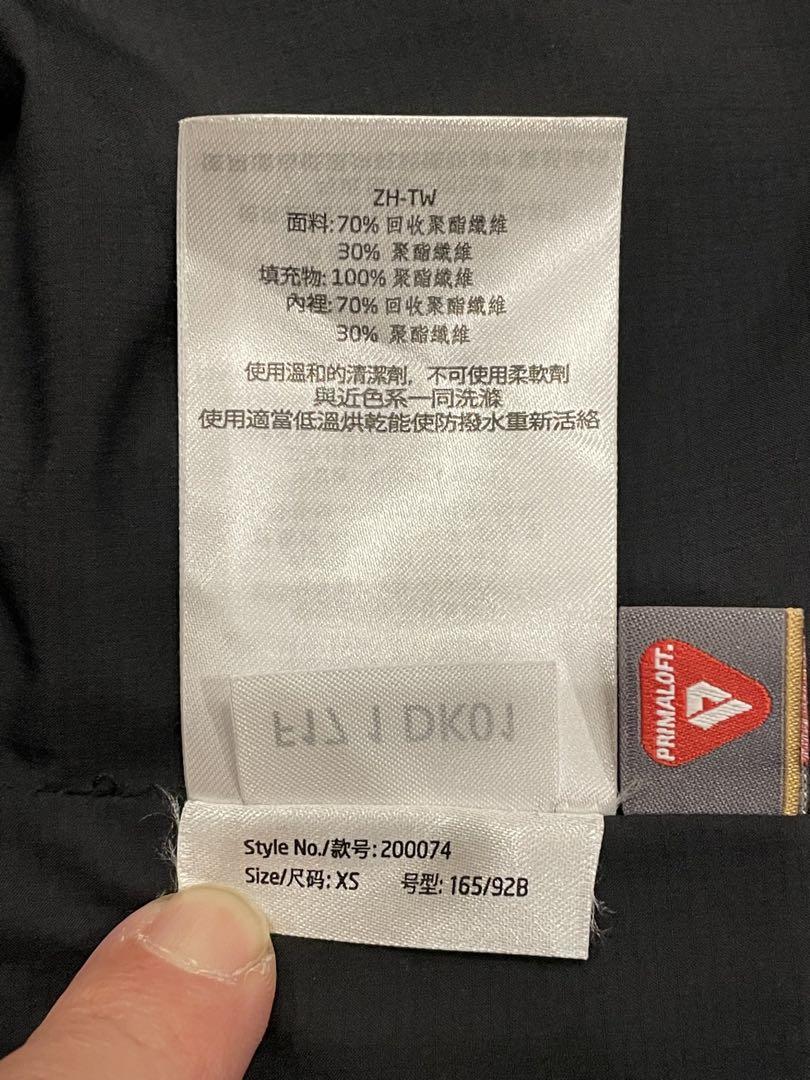 ZH-TW
面料: 70% 回收聚酯纖維
30% 聚酯纖維
填充物: 100% 聚酯纖維
內裡: 70% 回收聚酯纖維
30% 聚酯纖維
使用溫和的清潔劑, 不可使用柔軟劑
與近色系一同洗滌
使用適當低溫烘乾能使防撥水重新活絡
F17 | DK01
PRIMALOFT.
Style No./款号: 200074
Size/尺码: XS 号型: 165/92B